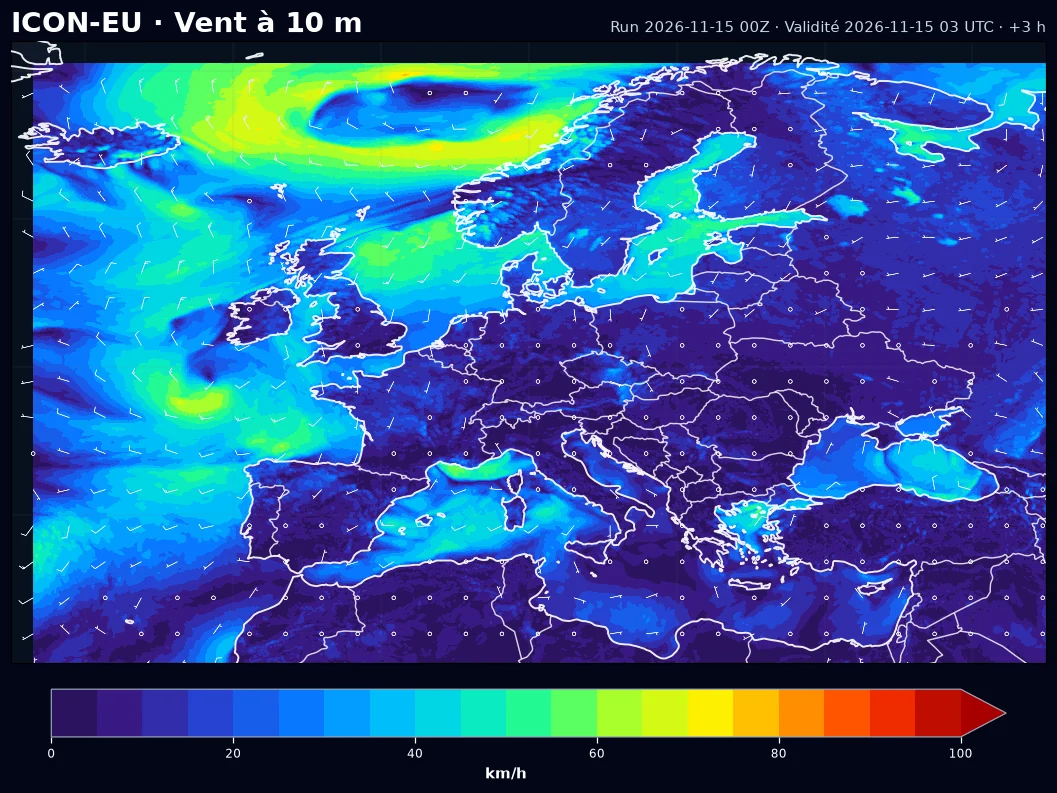 ICON-EU · Vent à 10 m
Run 2026-11-15 00Z · Validité 2026-11-15 03 UTC · +3 h
0 20 40 60 80 100
km/h